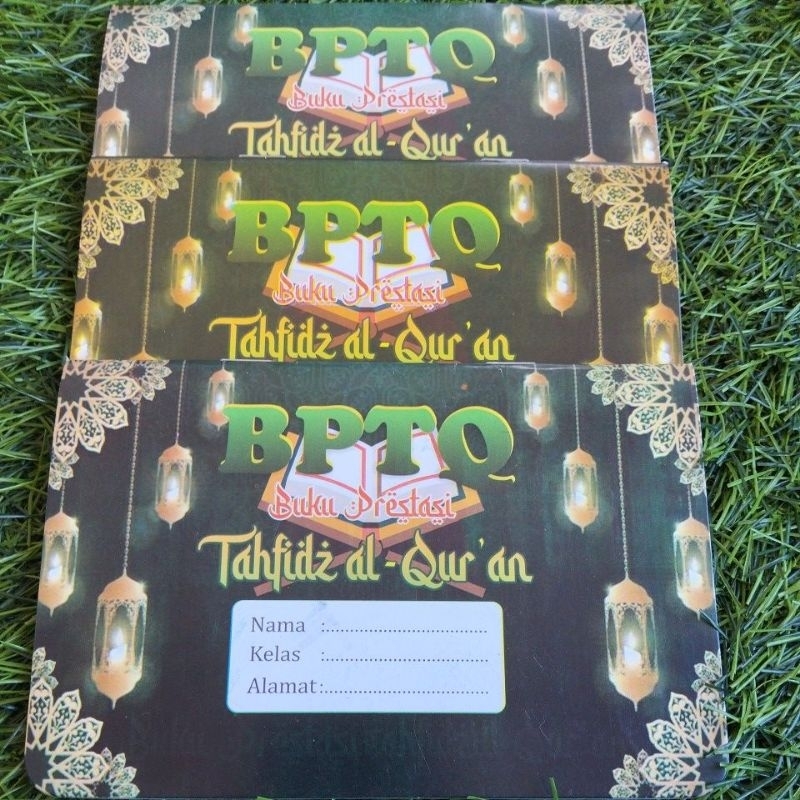 BPTQ
Buku Prestasi
Tahfidz al-Qur'an
BPTQ
Buku Prestasi
Tahfidz al-Qur'an
BPTQ
Buku Prestasi
Tahfidz al-Qur'an
Nama :......................................
Kelas :......................................
Alamat:......................................